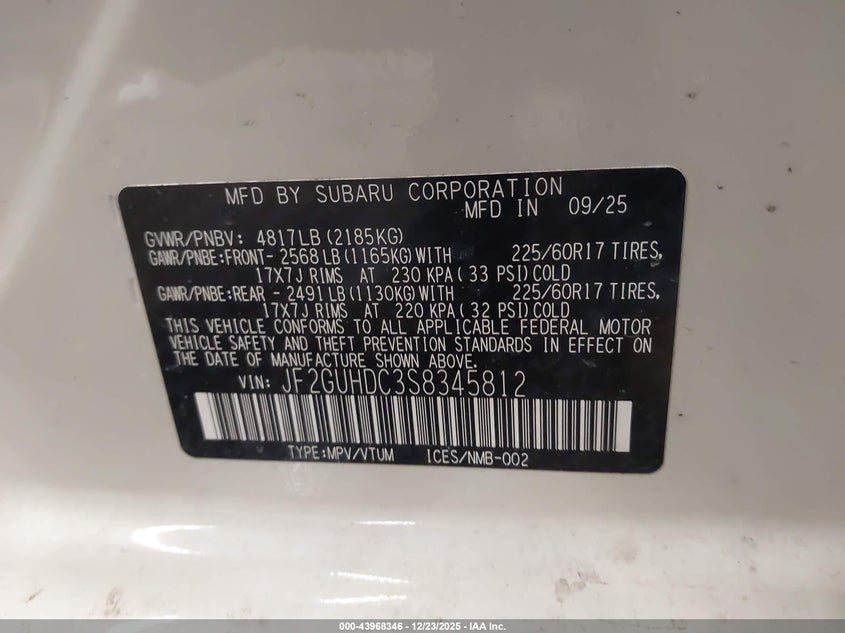 MFD BY SUBARU CORPORATION
MFD IN 09/25
GVWR/PNBV: 4817LB(2185KG)
GAWR/PNBE:FRONT-2568LB(1165KG)WITH 225/60R17 TIRES,
17X7J RIMS AT 230 KPA(33 PSI)COLD
GAWR/PNBE:REAR -2491LB(1130KG)WITH 225/60R17 TIRES,
17X7J RIMS AT 220 KPA(32 PSI)COLD
THIS VEHICLE CONFORMS TO ALL APPLICABLE FEDERAL MOTOR
VEHICLE SAFETY AND THEFT PREVENTION STANDARDS IN EFFECT ON
THE DATE OF MANUFACTURE SHOWN ABOVE.
VIN: JF2GUHDC3S8345812
TYPE:MPV/VTUM ICES/NMB-002
000-43968346 - 12/23/2025 - IAA Inc.